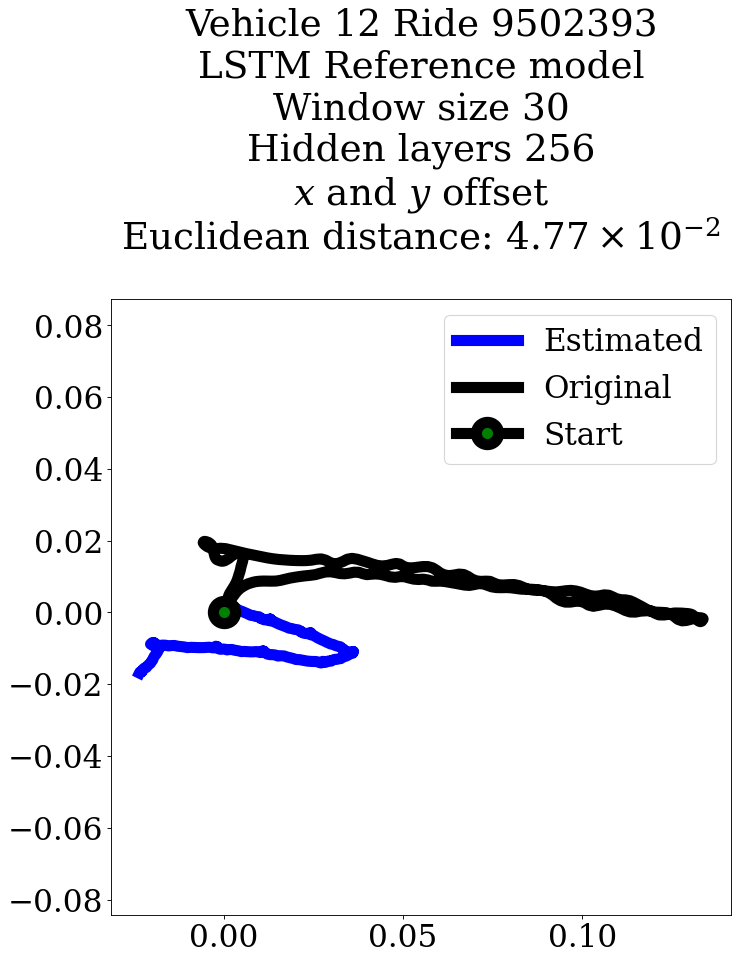 Vehicle 12 Ride 9502393
LSTM Reference model
Window size 30
Hidden layers 256
x and y offset
Euclidean distance: 4.77 × 10⁻²
Estimated
Original
Start
0.08
0.06
0.04
0.02
0.00
−0.02
−0.04
−0.06
−0.08
0.00 0.05 0.10